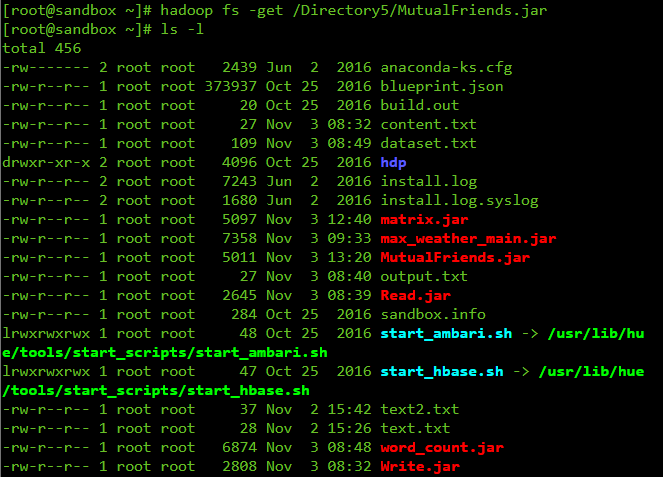 [root@sandbox ~]# hadoop fs -get /Directory5/MutualFriends.jar
[root@sandbox ~]# ls -l
total 456
-rw------- 2 root root   2439 Jun  2  2016 anaconda-ks.cfg
-rw-r--r-- 1 root root 373937 Oct 25  2016 blueprint.json
-rw-r--r-- 1 root root     20 Oct 25  2016 build.out
-rw-r--r-- 1 root root     27 Nov  3 08:32 content.txt
-rw-r--r-- 1 root root    109 Nov  3 08:49 dataset.txt
drwxr-xr-x 2 root root   4096 Oct 25  2016 hdp
-rw-r--r-- 2 root root   7243 Jun  2  2016 install.log
-rw-r--r-- 2 root root   1680 Jun  2  2016 install.log.syslog
-rw-r--r-- 1 root root   5097 Nov  3 12:40 matrix.jar
-rw-r--r-- 1 root root   7358 Nov  3 09:33 max_weather_main.jar
-rw-r--r-- 1 root root   5011 Nov  3 13:20 MutualFriends.jar
-rw-r--r-- 1 root root     27 Nov  3 08:40 output.txt
-rw-r--r-- 1 root root   2645 Nov  3 08:39 Read.jar
-rw-r--r-- 1 root root    284 Oct 25  2016 sandbox.info
lrwxrwxrwx 1 root root     48 Oct 25  2016 start_ambari.sh -> /usr/lib/hu
e/tools/start_scripts/start_ambari.sh
lrwxrwxrwx 1 root root     47 Oct 25  2016 start_hbase.sh -> /usr/lib/hue
/tools/start_scripts/start_hbase.sh
-rw-r--r-- 1 root root     37 Nov  2 15:42 text2.txt
-rw-r--r-- 1 root root     28 Nov  2 15:26 text.txt
-rw-r--r-- 1 root root   6874 Nov  3 08:48 word_count.jar
-rw-r--r-- 1 root root   2808 Nov  3 08:32 Write.jar